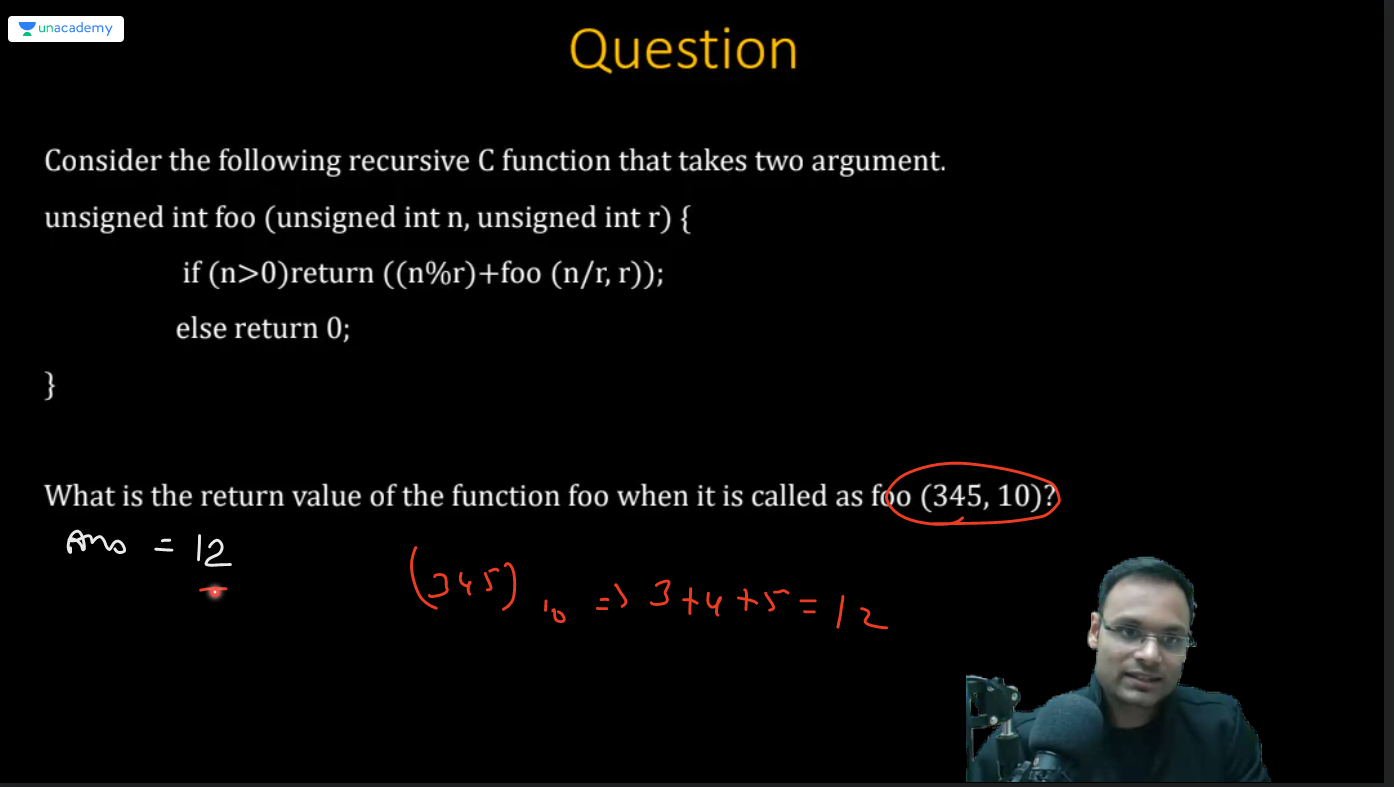 unacademy
Question
Consider the following recursive C function that takes two argument.
unsigned int foo (unsigned int n, unsigned int r) {
if (n>0)return ((n%r)+foo (n/r, r));
else return 0;
}
What is the return value of the function foo when it is called as foo (345, 10)?
Ans = 12
(345)10 => 3+4+5=12